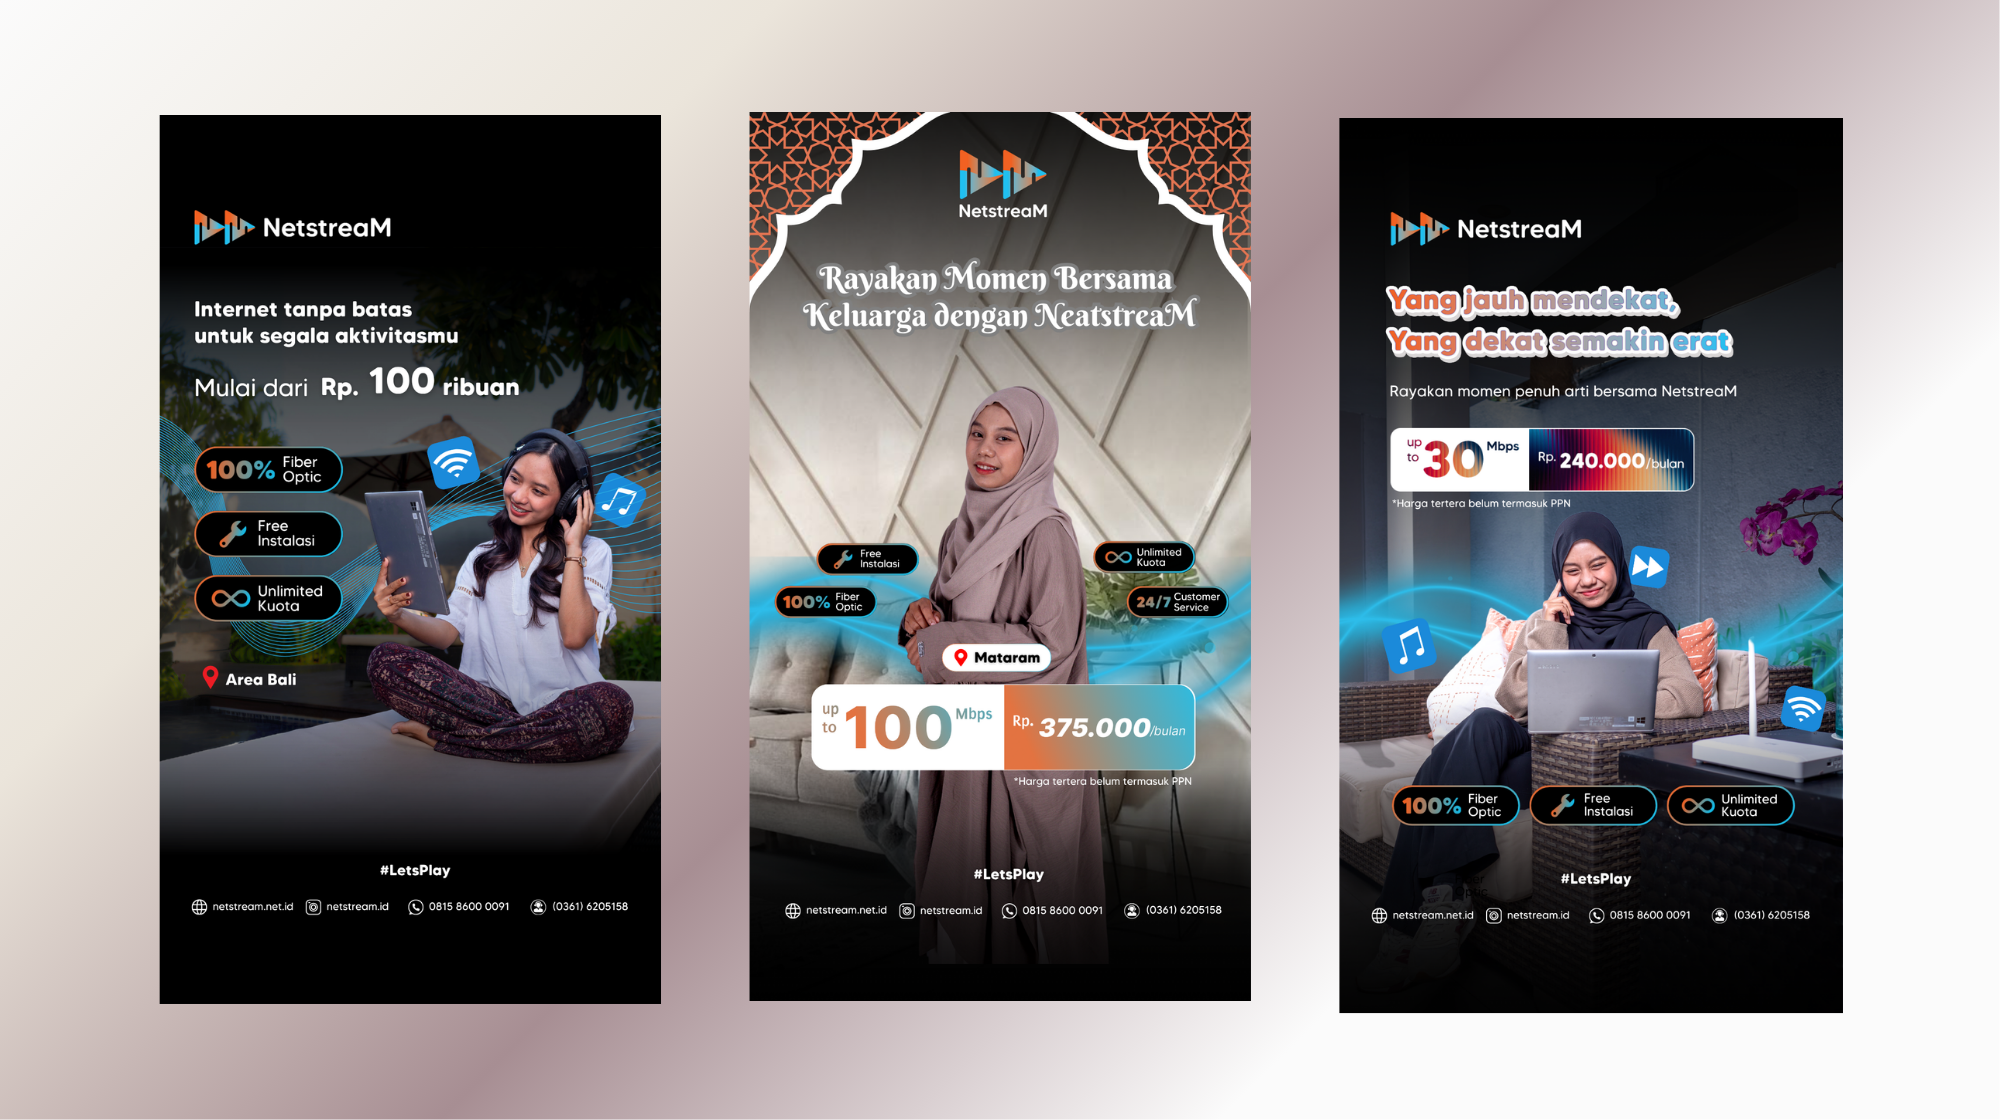 NetstreaM
Internet tanpa batas
untuk segala aktivitasmu
Mulai dari Rp. 100 ribuan
100% Fiber
Optic
Free
Instalasi
Unlimited
Kuota
Area Bali
#LetsPlay
netstream.net.id netstream.id 0815 8600 0091 (0361) 6205158
NetstreaM
Rayakan Momen Bersama
Keluarga dengan NeatstreaM
Free
Instalasi
Unlimited
Kuota
100% Fiber
Optic
24/7 Customer
Service
Mataram
up
to 100 Mbps Rp. 375.000/bulan
*Harga tertera belum termasuk PPN
#LetsPlay
netstream.net.id netstream.id 0815 8600 0091 (0361) 6205158
NetstreaM
Yang jauh mendekat,
Yang dekat semakin erat
Rayakan momen penuh arti bersama NetstreaM
up
to 30 Mbps Rp. 240.000/bulan
*Harga tertera belum termasuk PPN
100% Fiber
Optic
Free
Instalasi
Unlimited
Kuota
#LetsPlay
netstream.net.id netstream.id 0815 8600 0091 (0361) 6205158